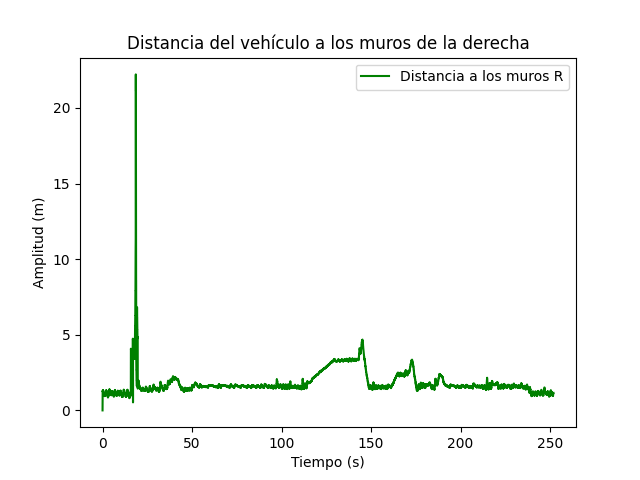 Distancia del vehículo a los muros de la derecha
Distancia a los muros R
Amplitud (m)
20
15
10
5
0
0 50 100 150 200 250
Tiempo (s)